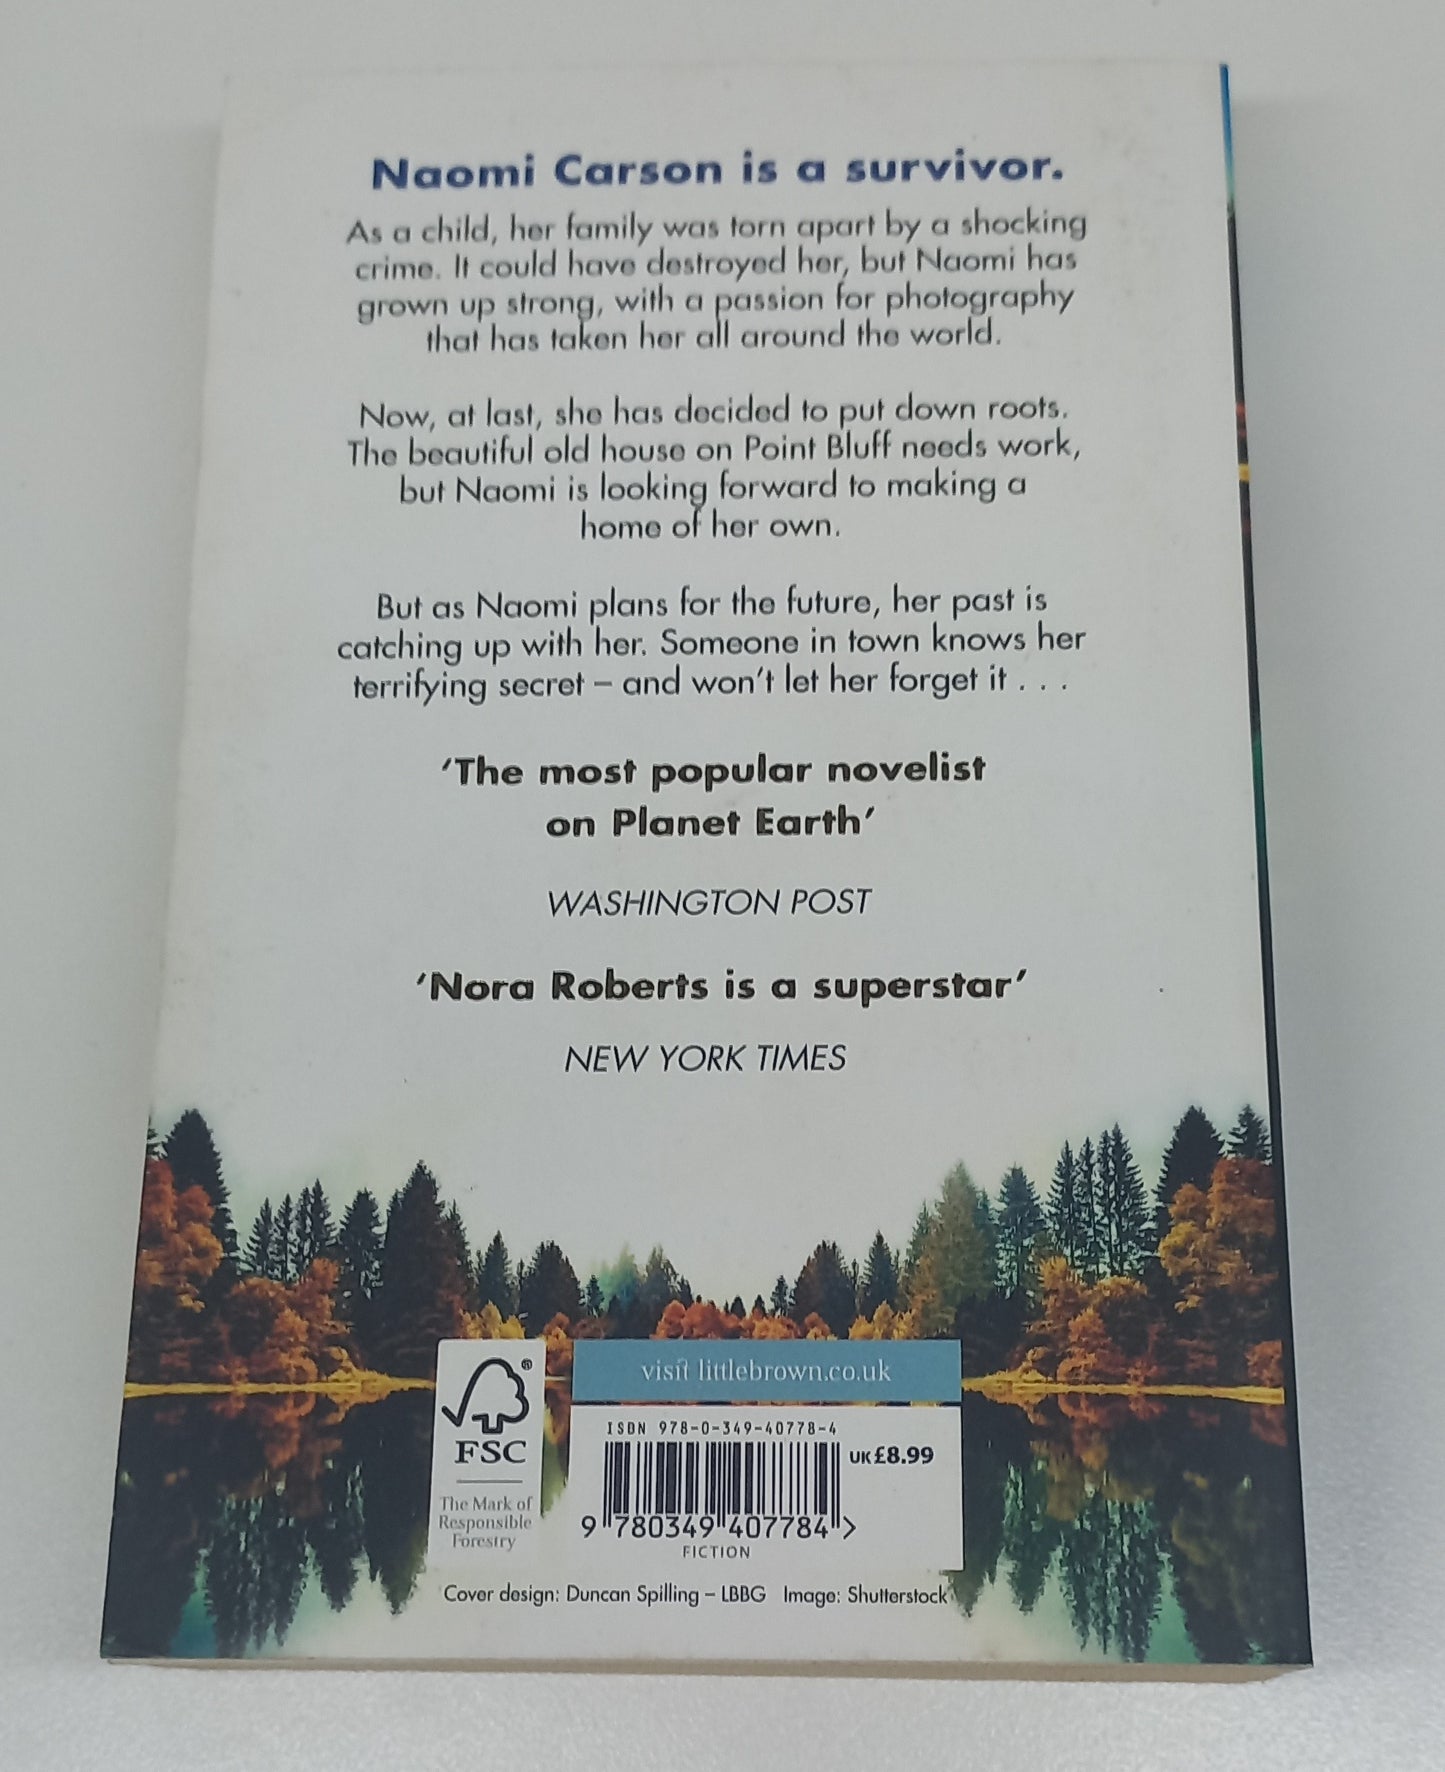 Naomi Carson is a survivor.
As a child, her family was torn apart by a shocking
crime. It could have destroyed her, but Naomi has
grown up strong, with a passion for photography
that has taken her all around the world.
Now, at last, she has decided to put down roots.
The beautiful old house on Point Bluff needs work,
but Naomi is looking forward to making a
home of her own.
But as Naomi plans for the future, her past is
catching up with her. Someone in town knows her
terrifying secret – and won't let her forget it . . .
'The most popular novelist
on Planet Earth'
WASHINGTON POST
'Nora Roberts is a superstar'
NEW YORK TIMES
®
FSC
The Mark of
Responsible
Forestry
visit littlebrown.co.uk
ISBN 978-0-349-40778-4
UK£8.99
9 780349 407784 >
FICTION
Cover design: Duncan Spilling – LBBG Image: Shutterstock